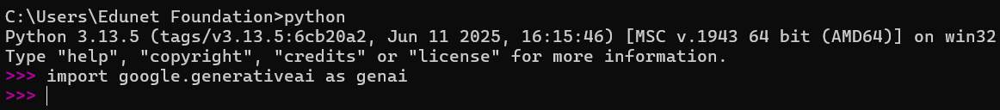 C:\Users\Edunet Foundation>python
Python 3.13.5 (tags/v3.13.5:6cb20a2, Jun 11 2025, 16:15:46) [MSC v.1943 64 bit (AMD64)] on win32
Type "help", "copyright", "credits" or "license" for more information.
>>> import google.generativeai as genai
>>>